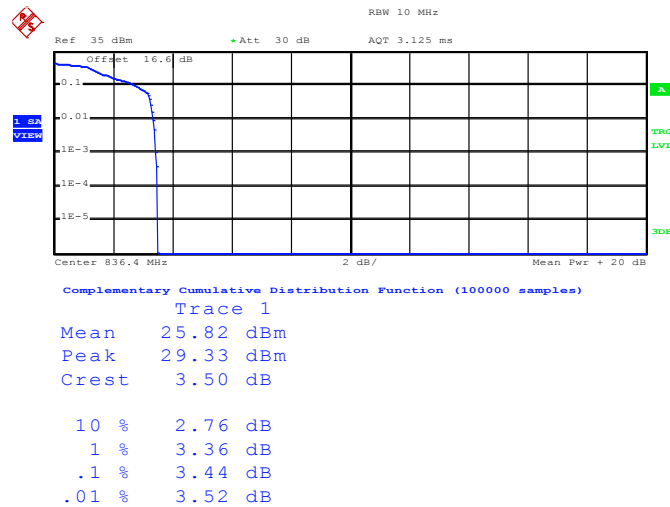 RBW 10 MHz
Ref 35 dBm * Att 30 dB AQT 3.125 ms
Offset 16.6 dB
0.1
A
0.01
1 SA
VIEW
TRG
LVL
1E-3
1E-4
1E-5
3DB
Center 836.4 MHz 2 dB/ Mean Pwr + 20 dB
Complementary Cumulative Distribution Function (100000 samples)
Trace 1
Mean 25.82 dBm
Peak 29.33 dBm
Crest 3.50 dB
10 % 2.76 dB
1 % 3.36 dB
.1 % 3.44 dB
.01 % 3.52 dB